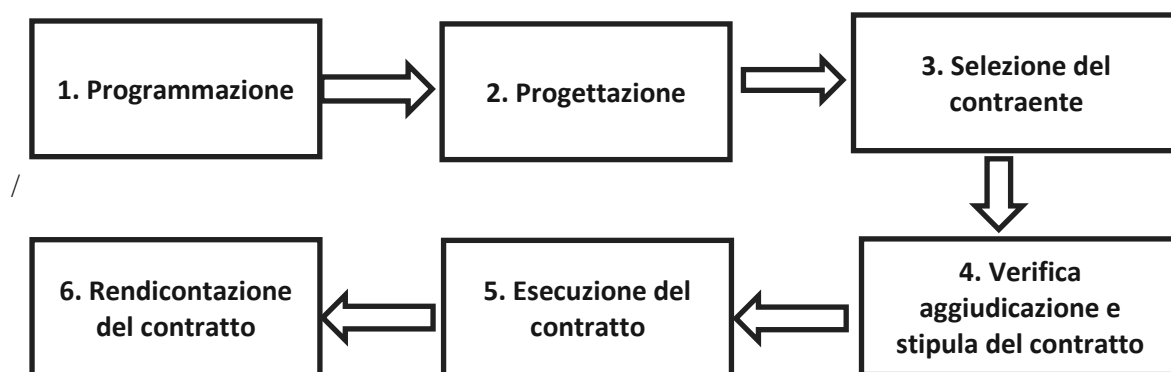 1. Programmazione
2. Progettazione
3. Selezione del
contraente
/
4. Verifica
aggiudicazione e
stipula del contratto
5. Esecuzione del
contratto
6. Rendicontazione
del contratto